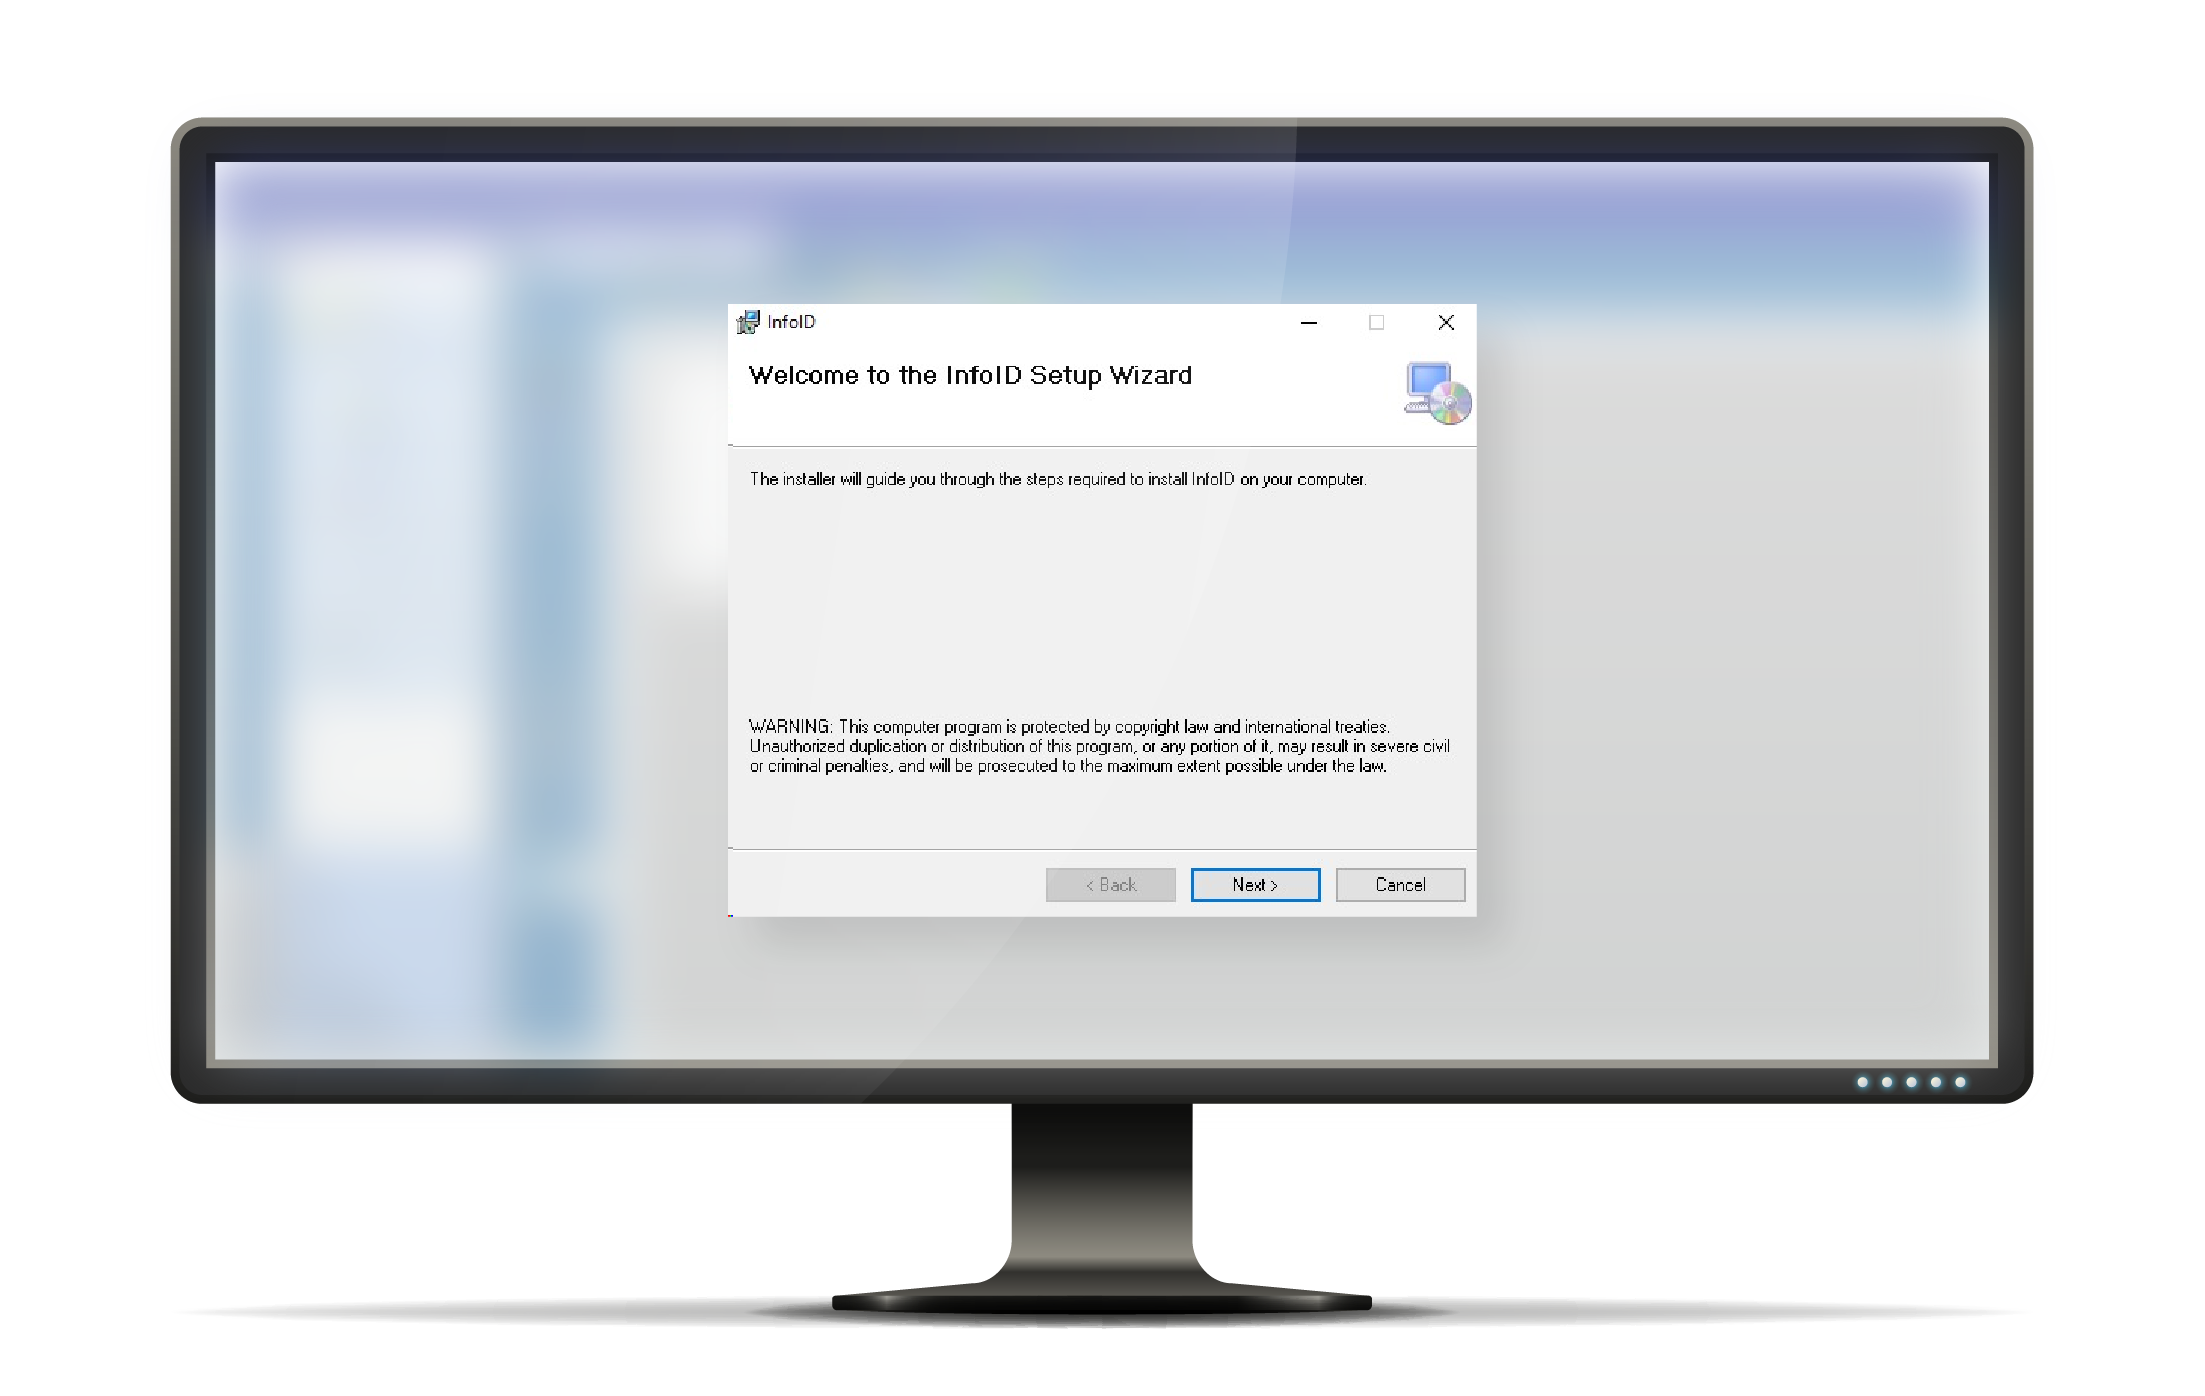 InfoID
Welcome to the InfoID Setup Wizard
The installer will guide you through the steps required to install InfoID on your computer.
WARNING: This computer program is protected by copyright law and international treaties.
Unauthorized duplication or distribution of this program, or any portion of it, may result in severe civil
or criminal penalties, and will be prosecuted to the maximum extent possible under the law.
< Back
Next >
Cancel